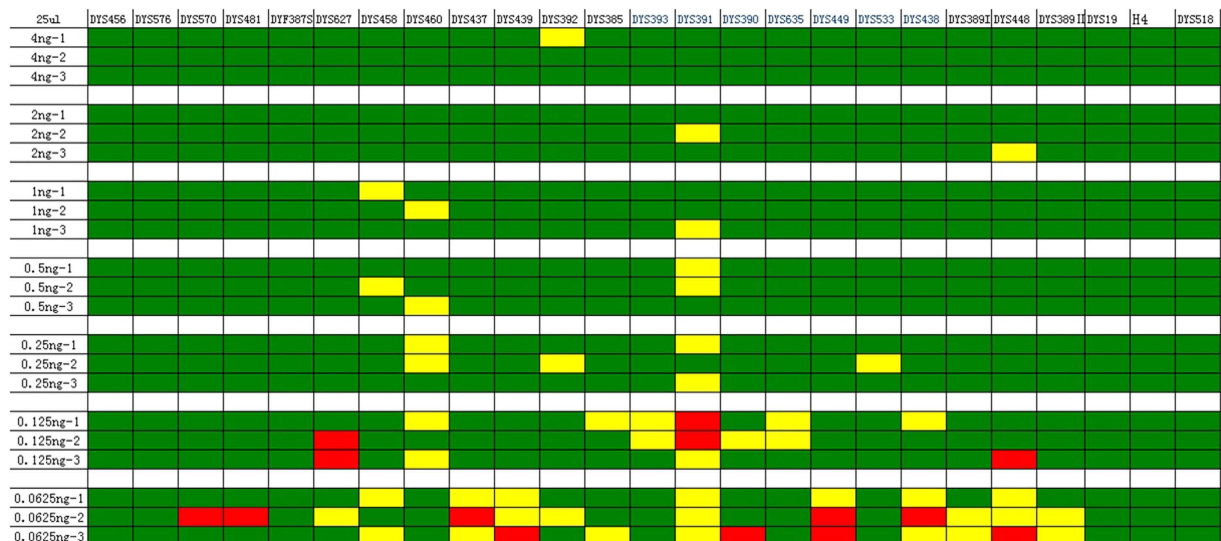 25ul DYS456 DYS576 DYS570 DYS481 DYF387S DYS627 DYS458 DYS460 DYS437 DYS439 DYS392 DYS385 DYS393 DYS391 DYS390 DYS635 DYS449 DYS533 DYS438 DYS389I DYS448 DYS389II DYS19 H4 DYS518
4ng-1
4ng-2
4ng-3
2ng-1
2ng-2
2ng-3
1ng-1
1ng-2
1ng-3
0.5ng-1
0.5ng-2
0.5ng-3
0.25ng-1
0.25ng-2
0.25ng-3
0.125ng-1
0.125ng-2
0.125ng-3
0.0625ng-1
0.0625ng-2
0.0625ng-3